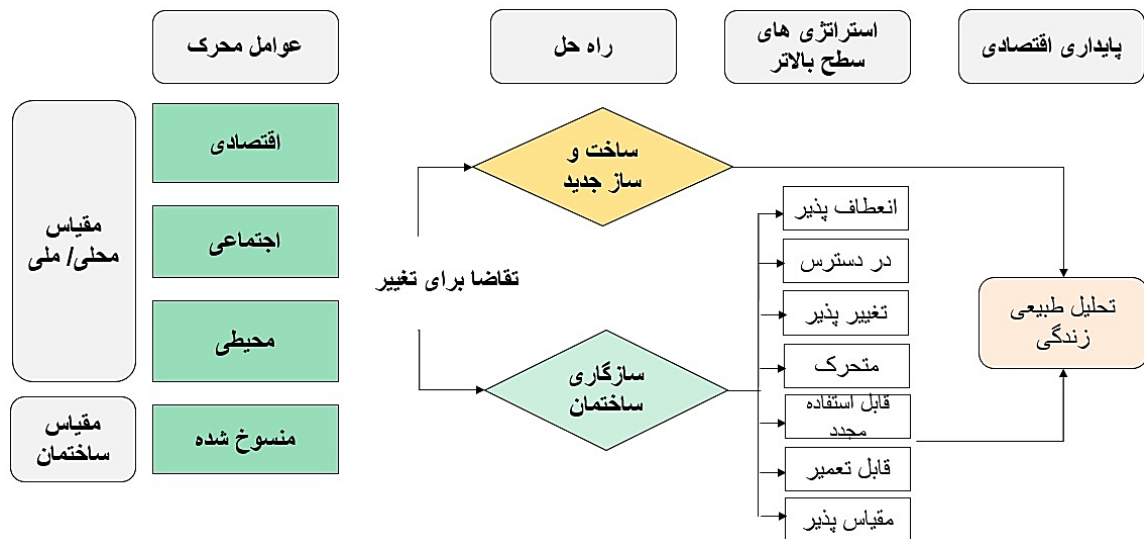 عوامل محرک
راه حل
استراتژی های
سطح بالاتر
پایداری اقتصادی
مقیاس
محلی/ ملی
اقتصادی
اجتماعی
محیطی
مقیاس
ساختمان
منسوخ شده
تقاضا برای تغییر
ساخت و
ساز جدید
سازگاری
ساختمان
انعطاف پذیر
در دسترس
تغییر پذیر
متحرک
قابل استفاده
مجدد
قابل تعمیر
مقیاس پذیر
تحلیل طبیعی
زندگی